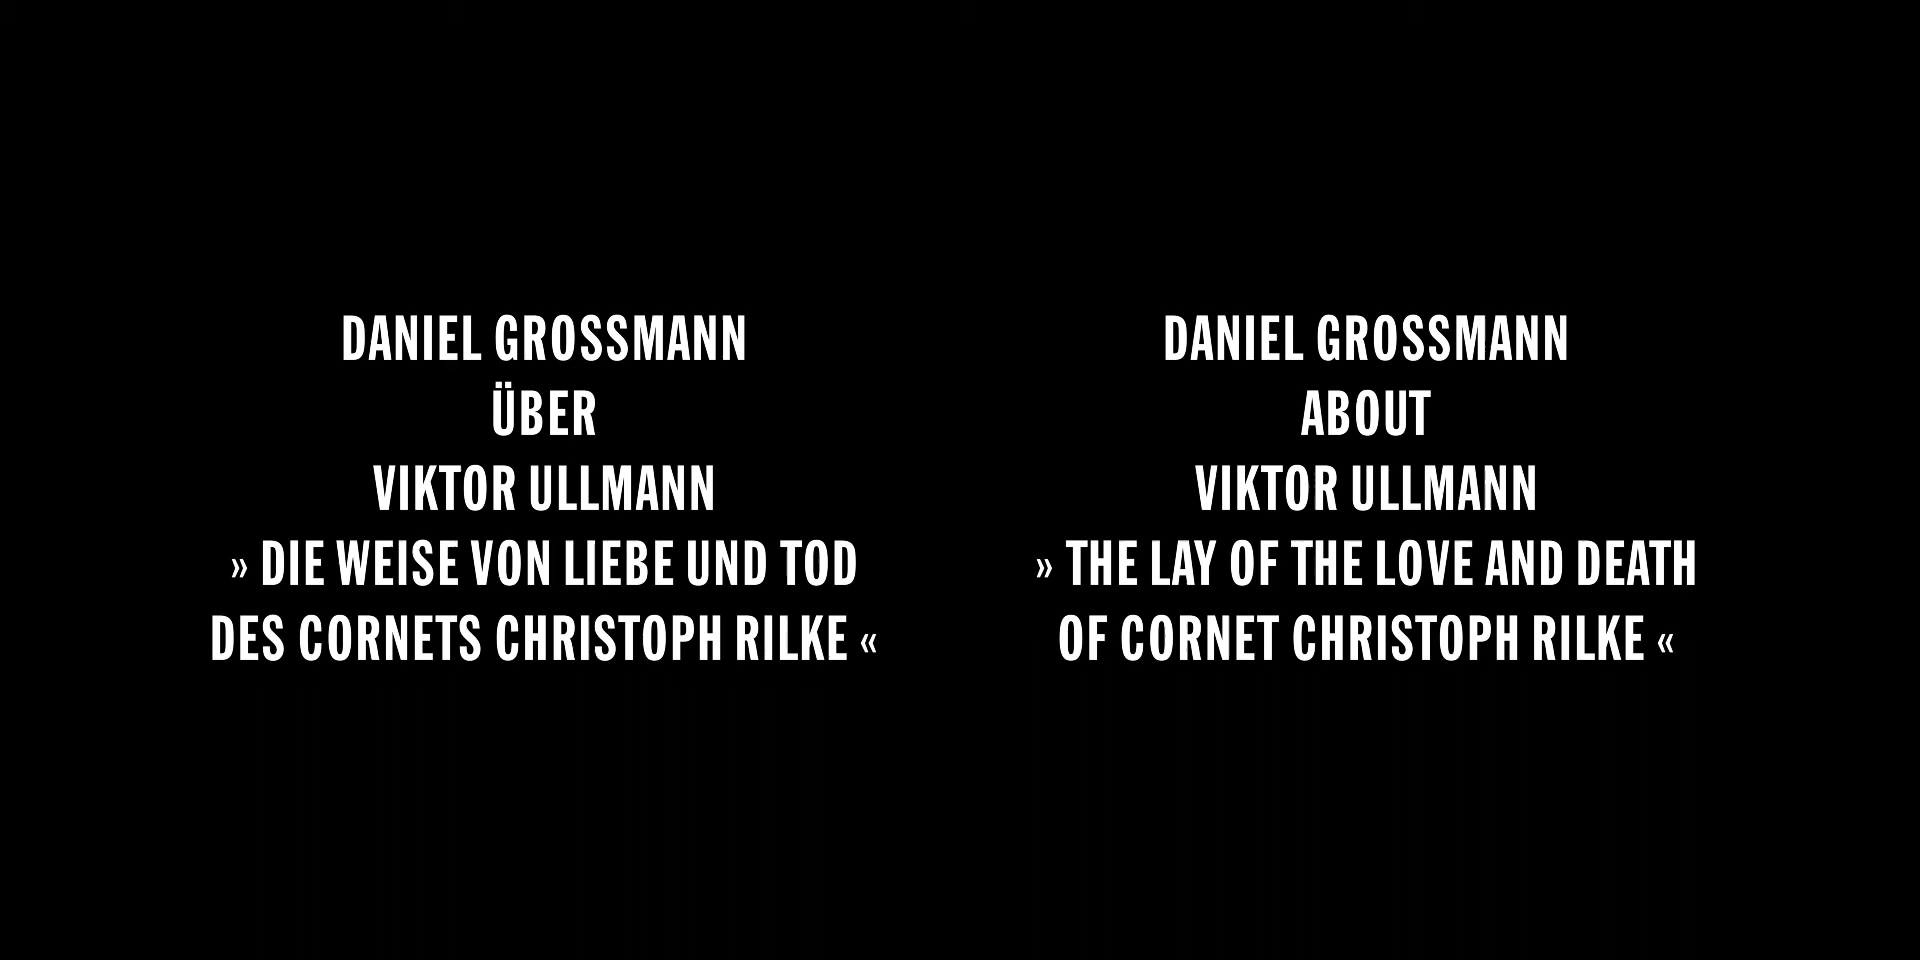 DANIEL GROSSMANN
ÜBER
VIKTOR ULLMANN
» DIE WEISE VON LIEBE UND TOD
DES CORNETS CHRISTOPH RILKE «
DANIEL GROSSMANN
ABOUT
VIKTOR ULLMANN
» THE LAY OF THE LOVE AND DEATH
OF CORNET CHRISTOPH RILKE «